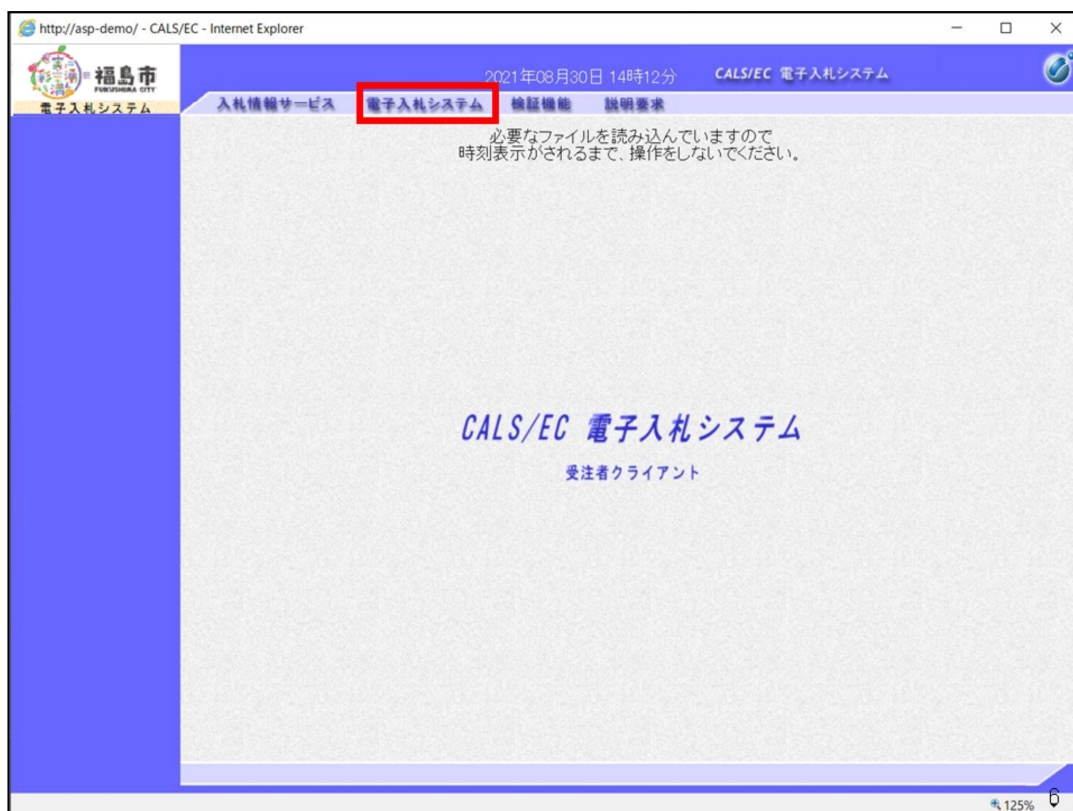 http://asp-demo/ - CALS/EC - Internet Explorer
福島市
FUKUSHIMA CITY
電子入札システム
2021年08月30日 14時12分
CALS/EC 電子入札システム
入札情報サービス 電子入札システム 検証機能 説明要求
必要なファイルを読み込んでいますので
時刻表示がされるまで、操作をしないでください。
CALS/EC 電子入札システム
受注者クライアント
125%
6